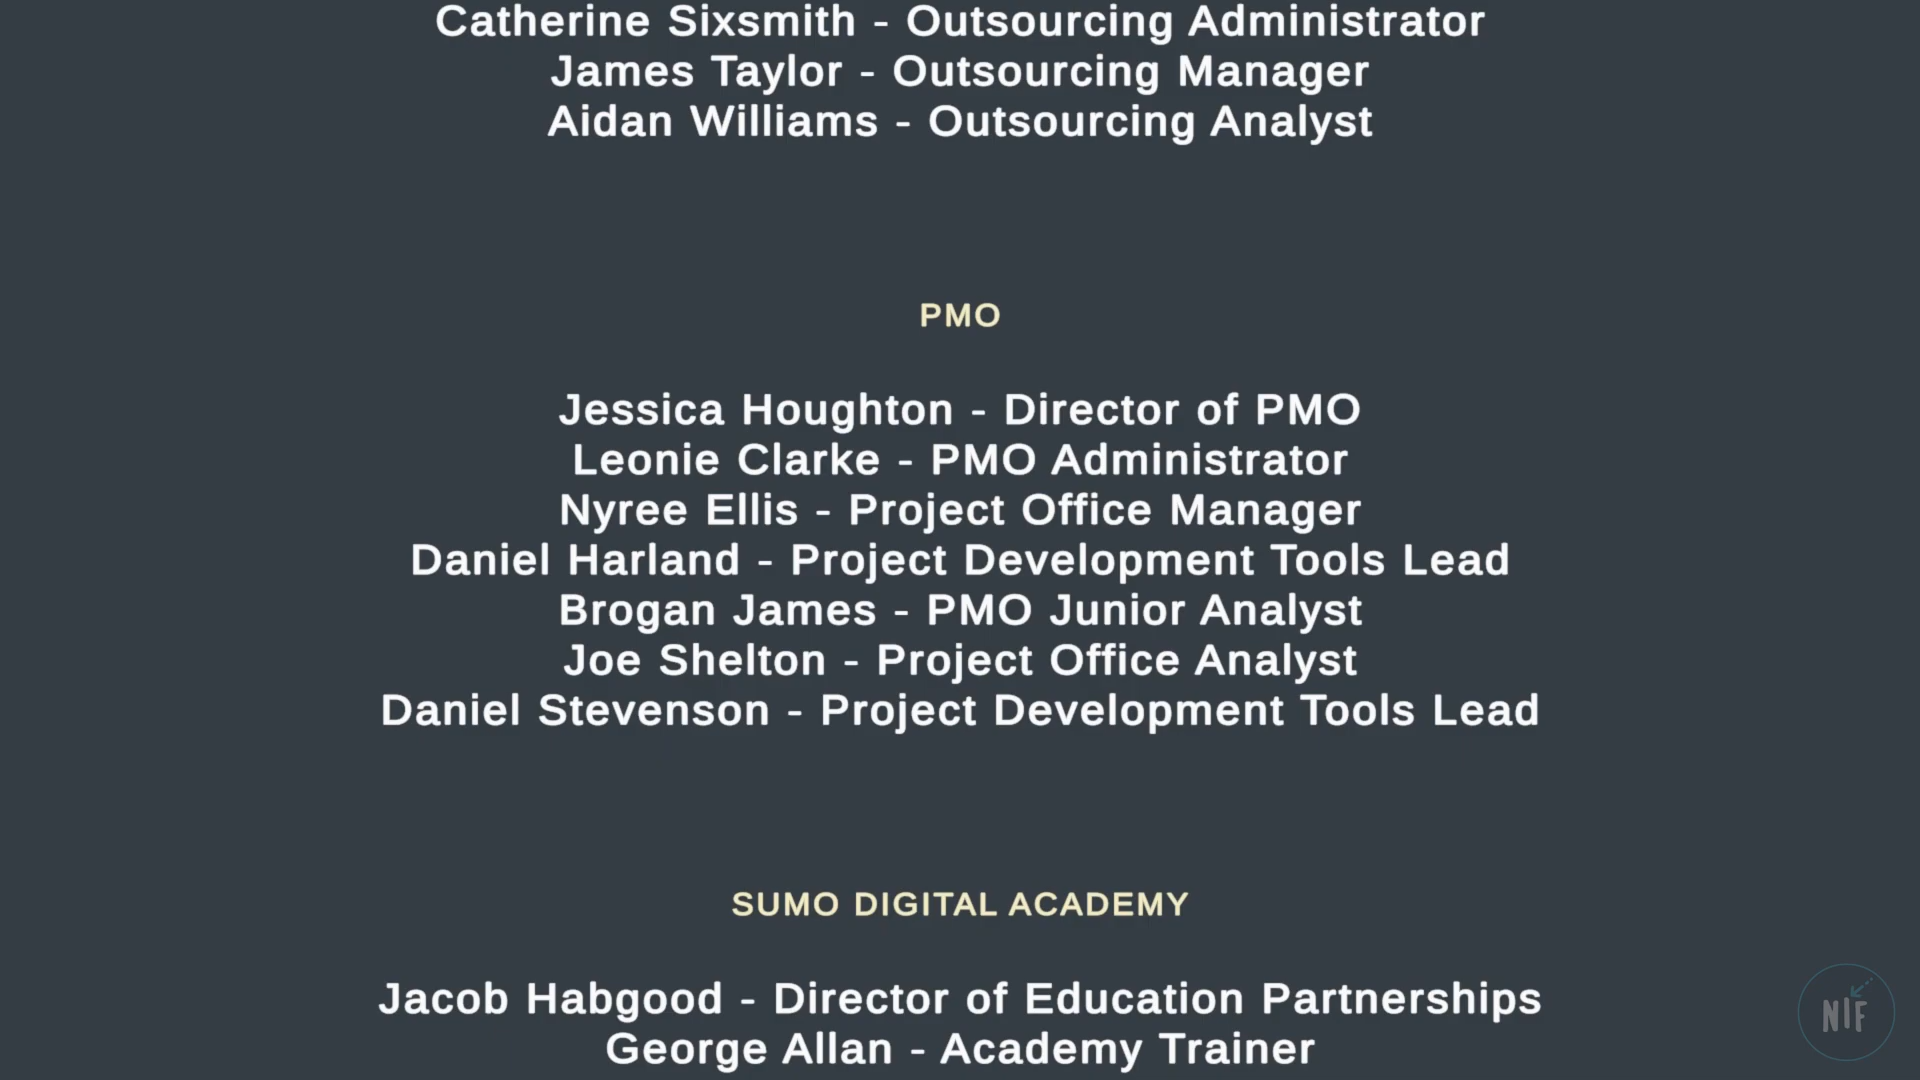 Catherine Sixsmith - Outsourcing Administrator
James Taylor - Outsourcing Manager
Aidan Williams - Outsourcing Analyst
PMO
Jessica Houghton - Director of PMO
Leonie Clarke - PMO Administrator
Nyree Ellis - Project Office Manager
Daniel Harland - Project Development Tools Lead
Brogan James - PMO Junior Analyst
Joe Shelton - Project Office Analyst
Daniel Stevenson - Project Development Tools Lead
SUMO DIGITAL ACADEMY
Jacob Habgood - Director of Education Partnerships
George Allan - Academy Trainer
NIF